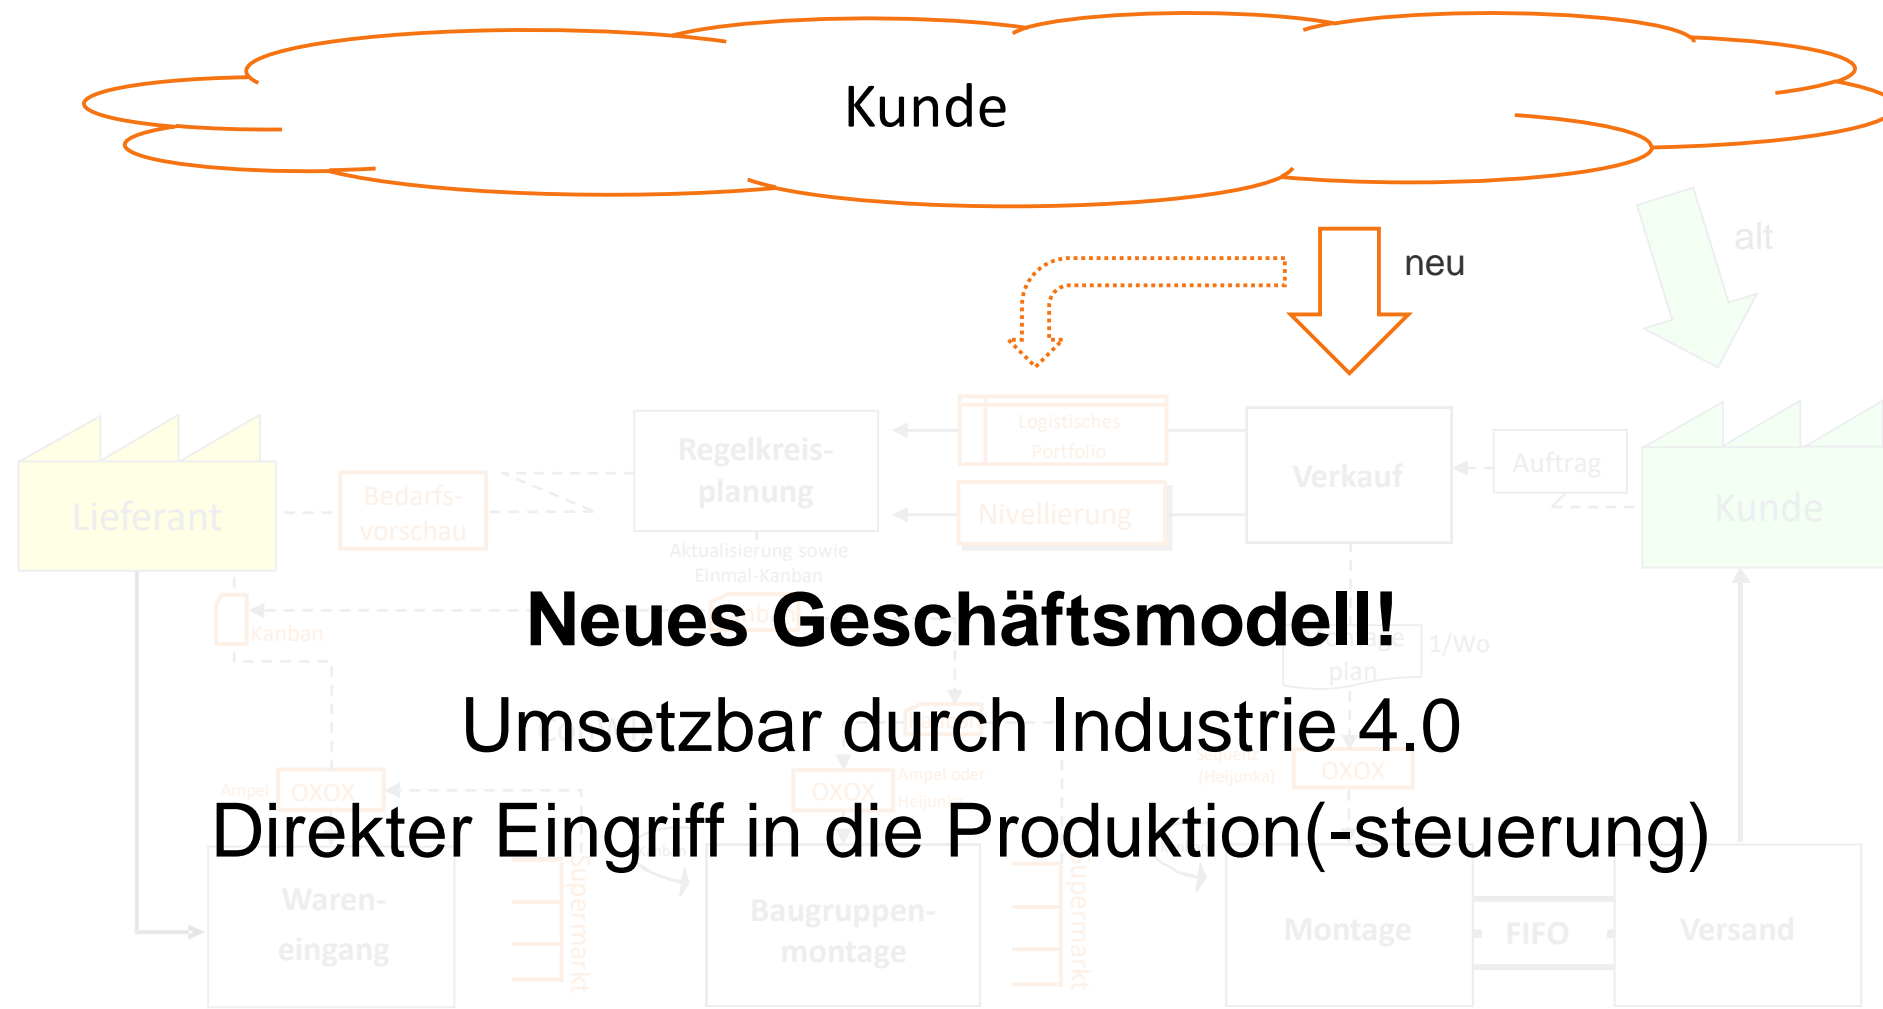 Kunde
neu
alt
Logistisches
Portfolio
Regelkreis-
planung
Verkauf
Auftrag
Bedarfs-
vorschau
Lieferant
Nivellierung
Kunde
Aktualisierung sowie
Einmal-Kanban
Neues Geschäftsmodell!
Kanban
plan
1/Wo
Umsetzbar durch Industrie 4.0
Ampel
OXOX
OXOX
Ampel oder
(Heijunka)
OXOX
Direkter Eingriff in die Produktion(-steuerung)
Supermarkt
Supermarkt
Waren-
eingang
Baugruppen-
montage
Montage
FIFO
Versand